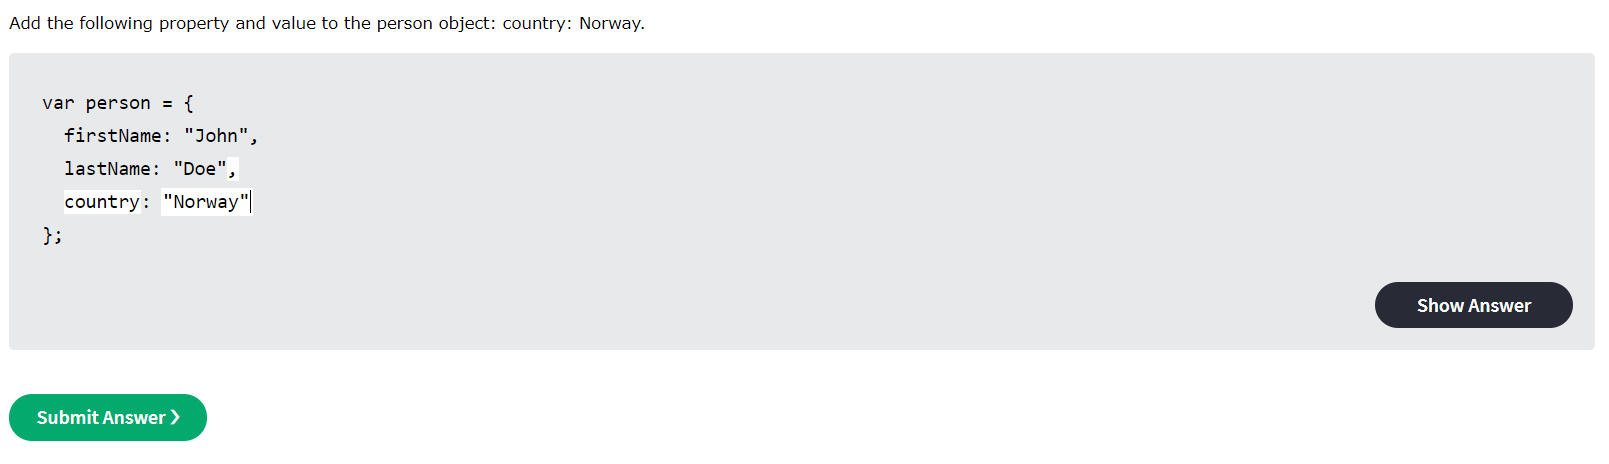 Add the following property and value to the person object: country: Norway.
var person = {
  firstName: "John",
  lastName: "Doe",
  country: "Norway"
};
Show Answer
Submit Answer ❯